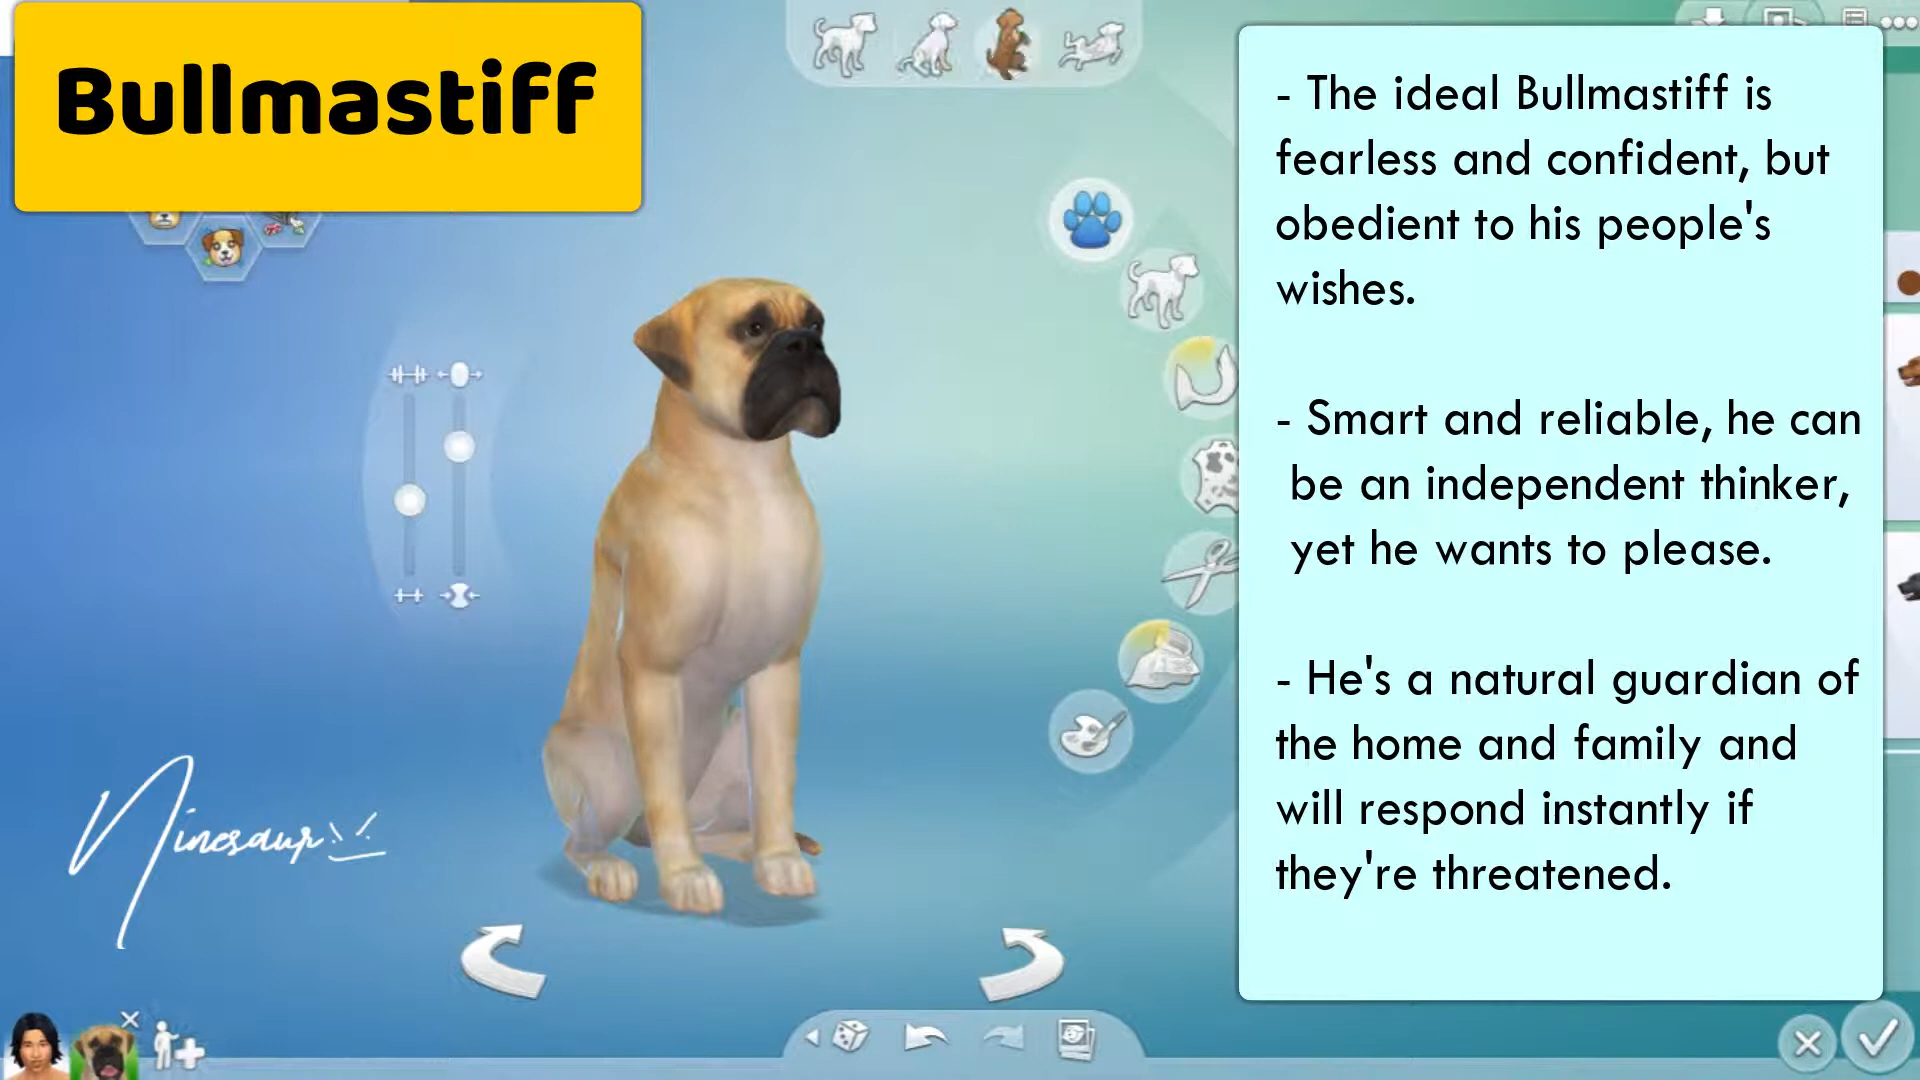 Bullmastiff
- The ideal Bullmastiff is
fearless and confident, but
obedient to his people's
wishes.
- Smart and reliable, he can
be an independent thinker,
yet he wants to please.
- He's a natural guardian of
the home and family and
will respond instantly if
they're threatened.
Ninesaur